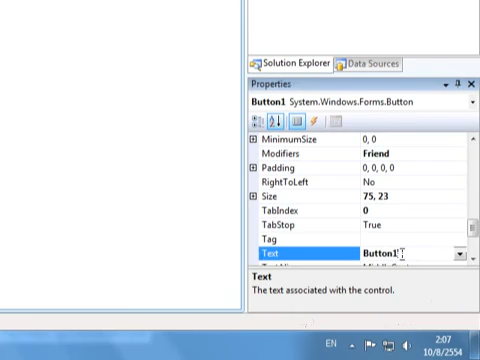 Solution Explorer Data Sources
Properties
Button1 System.Windows.Forms.Button
MinimumSize 0, 0
Modifiers Friend
Padding 0, 0, 0, 0
RightToLeft No
Size 75, 23
TabIndex 0
TabStop True
Tag
Text Button1
Text
The text associated with the control.
EN 2:07
10/8/2554